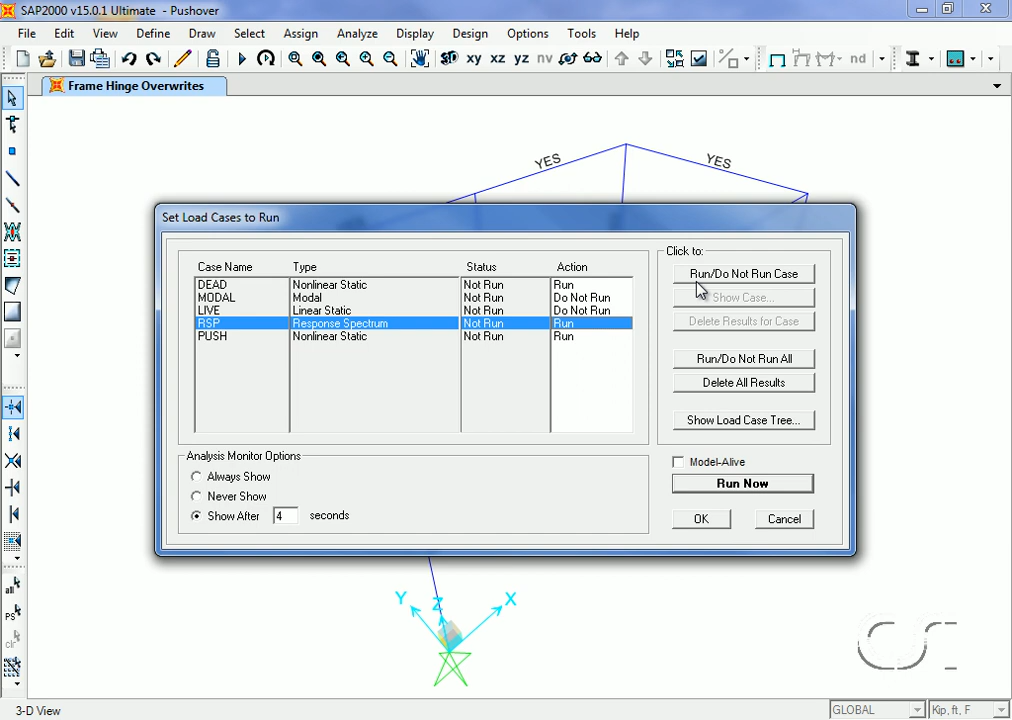 SAP2000 v15.0.1 Ultimate - Pushover
File Edit View Define Draw Select Assign Analyze Display Design Options Tools Help
3-D xy xz yz nv nd
Frame Hinge Overwrites
YES YES
Set Load Cases to Run
Click to:
Case Name Type Status Action
DEAD Nonlinear Static Not Run Run
MODAL Modal Not Run Do Not Run
LIVE Linear Static Not Run Do Not Run
RSP Response Spectrum Not Run Run
PUSH Nonlinear Static Not Run Run
Run/Do Not Run Case
Show Case...
Delete Results for Case
Run/Do Not Run All
Delete All Results
Show Load Case Tree...
Analysis Monitor Options
Always Show
Never Show
Show After 4 seconds
Model-Alive
Run Now
OK Cancel
all
PS
clr
Y Z X
CSI
3-D View GLOBAL Kip, ft, F